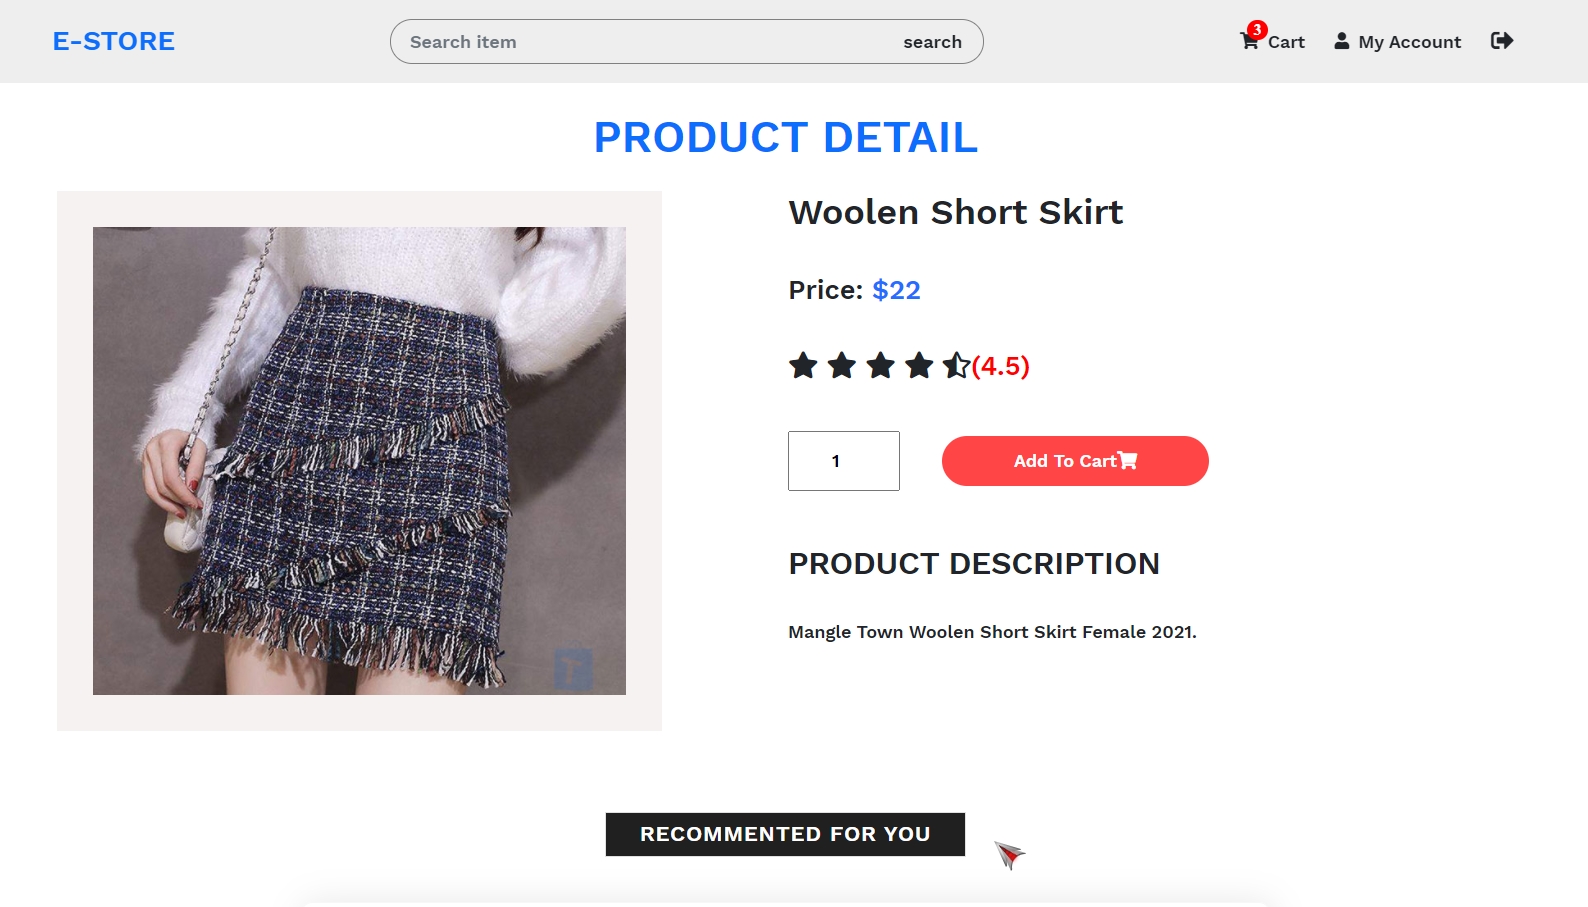 E-STORE
Search item
search
3
Cart
My Account
PRODUCT DETAIL
Woolen Short Skirt
Price: $22
(4.5)
1
Add To Cart
PRODUCT DESCRIPTION
Mangle Town Woolen Short Skirt Female 2021.
T
RECOMMENTED FOR YOU